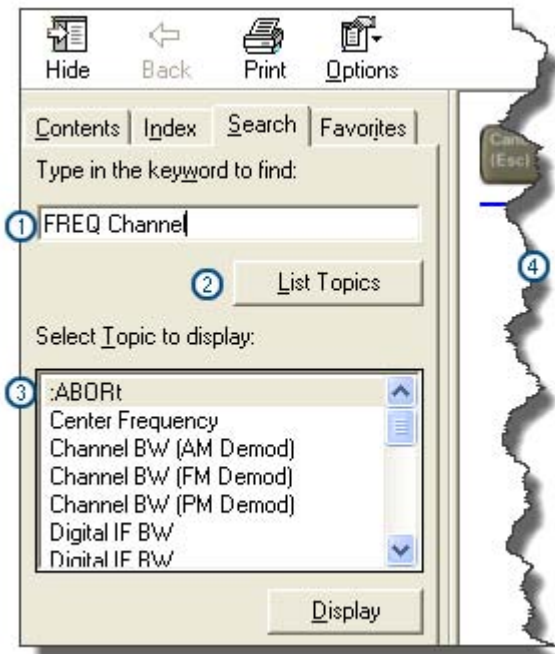 Hide Back Print Options
Contents Index Search Favorites
Type in the keyword to find:
1 FREQ Channel
2 List Topics
4
Select Topic to display:
3 :ABORt
Center Frequency
Channel BW (AM Demod)
Channel BW (FM Demod)
Channel BW (PM Demod)
Digital IF BW
Digital IF BW
Display
(Esc)